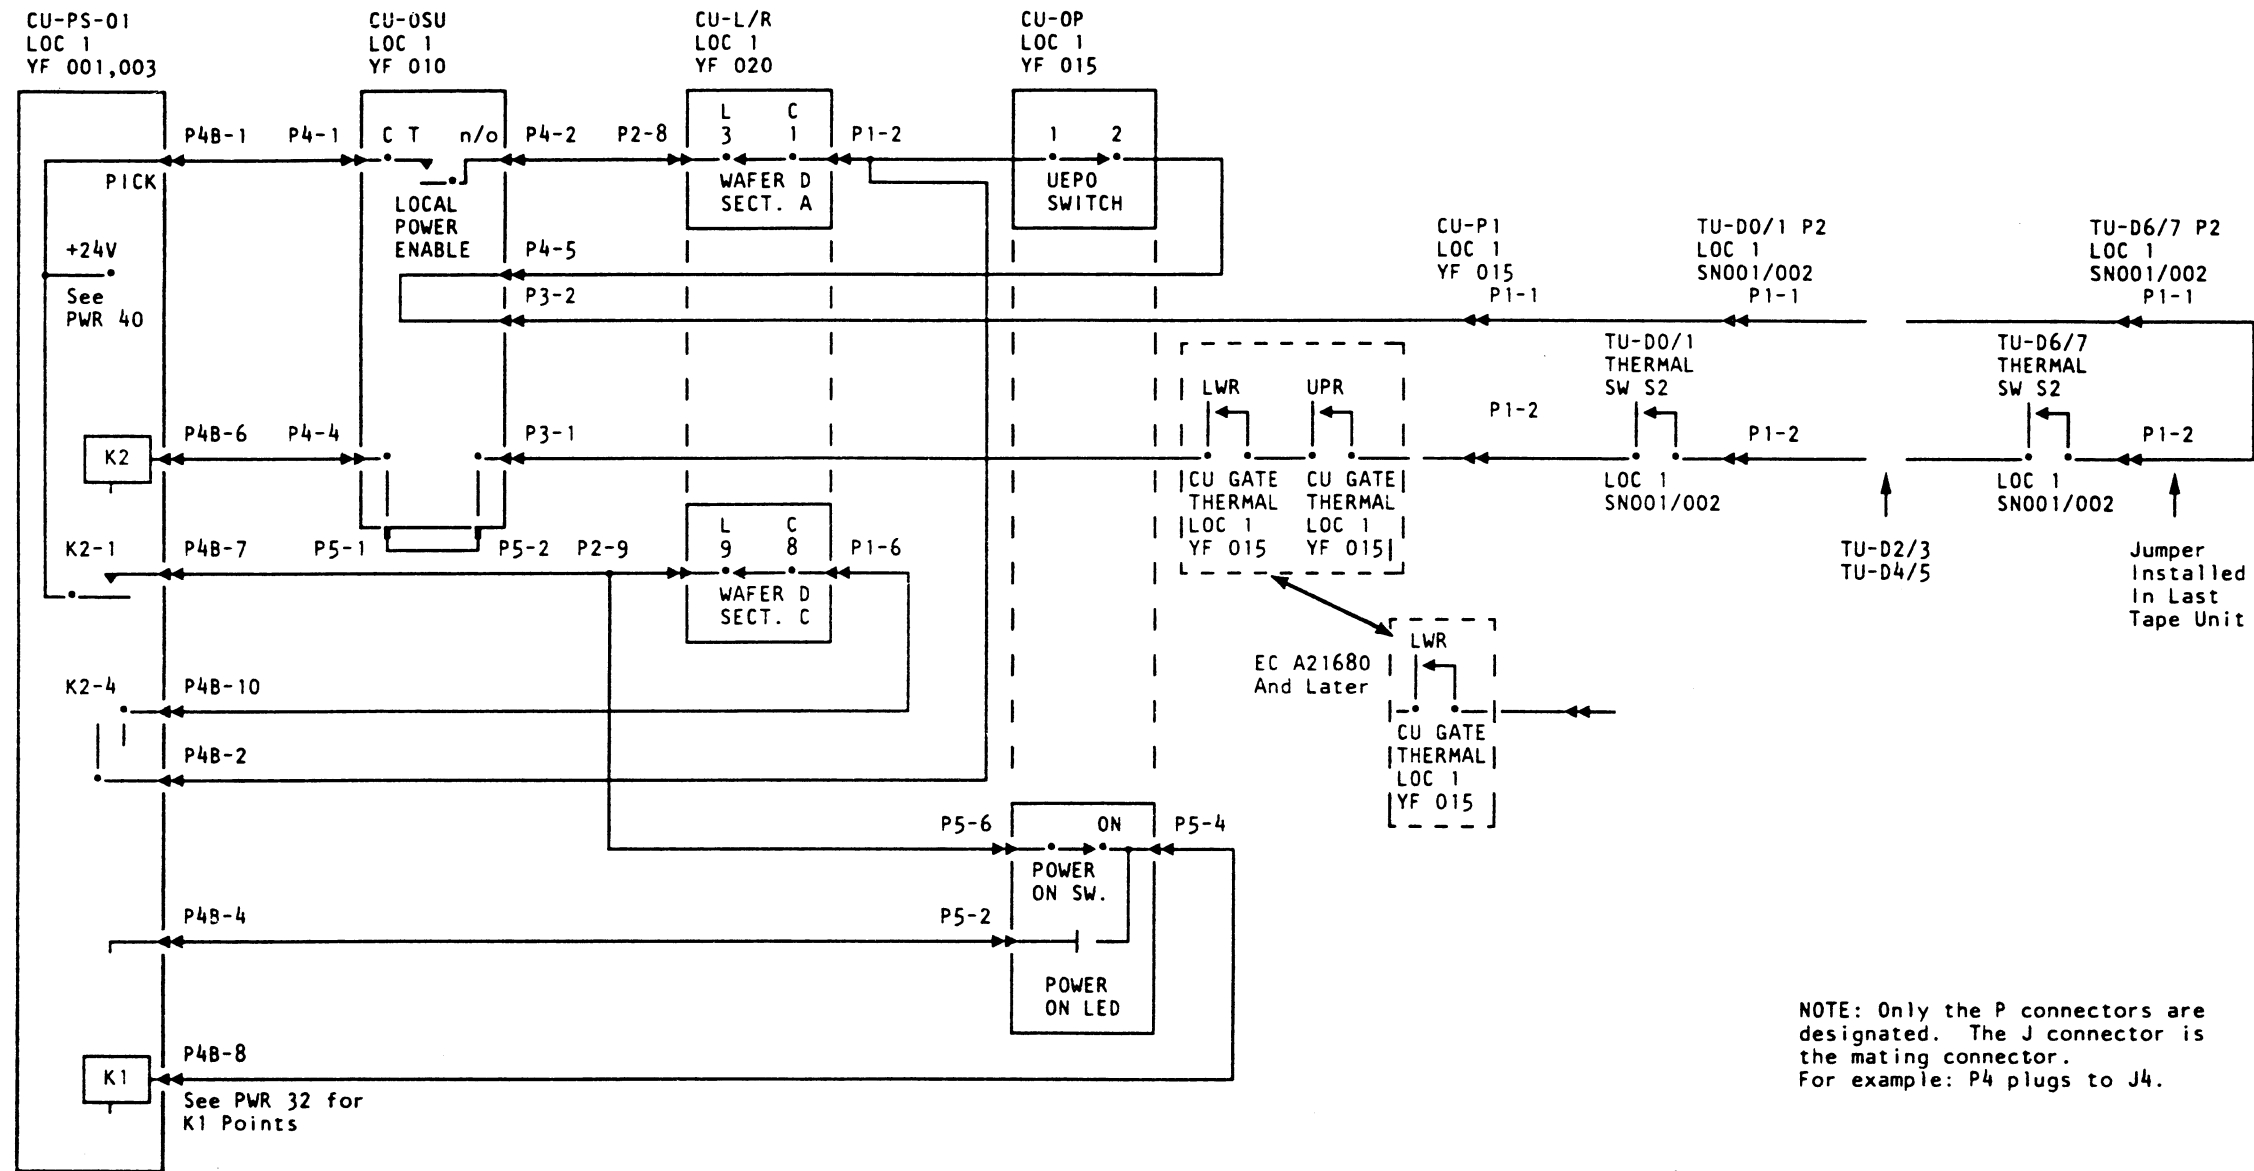 CU-PS-01
LOC 1
YF 001,003
CU-OSU
LOC 1
YF 010
CU-L/R
LOC 1
YF 020
CU-OP
LOC 1
YF 015
P4B-1
P4-1
C T
n/o
P4-2
P2-8
L
3
C
1
P1-2
1
2
PICK
LOCAL
POWER
ENABLE
WAFER D
SECT. A
UEPO
SWITCH
+24V
See
PWR 40
P4-5
P3-2
CU-P1
LOC 1
YF 015
P1-1
TU-D0/1 P2
LOC 1
SN001/002
P1-1
TU-D6/7 P2
LOC 1
SN001/002
P1-1
TU-D0/1
THERMAL
SW S2
TU-D6/7
THERMAL
SW S2
LWR
UPR
K2
P4B-6
P4-4
P3-1
P1-2
P1-2
P1-2
CU GATE
THERMAL
LOC 1
YF 015
CU GATE
THERMAL
LOC 1
YF 015
LOC 1
SN001/002
LOC 1
SN001/002
K2-1
P4B-7
P5-1
P5-2
P2-9
L
9
C
8
P1-6
WAFER D
SECT. C
TU-D2/3
TU-D4/5
Jumper
Installed
In Last
Tape Unit
EC A21680
And Later
LWR
CU GATE
THERMAL
LOC 1
YF 015
K2-4
P4B-10
P4B-2
P5-6
ON
P5-4
POWER
ON SW.
P4B-4
P5-2
POWER
ON LED
K1
P4B-8
See PWR 32 for
K1 Points
NOTE: Only the P connectors are
designated. The J connector is
the mating connector.
For example: P4 plugs to J4.